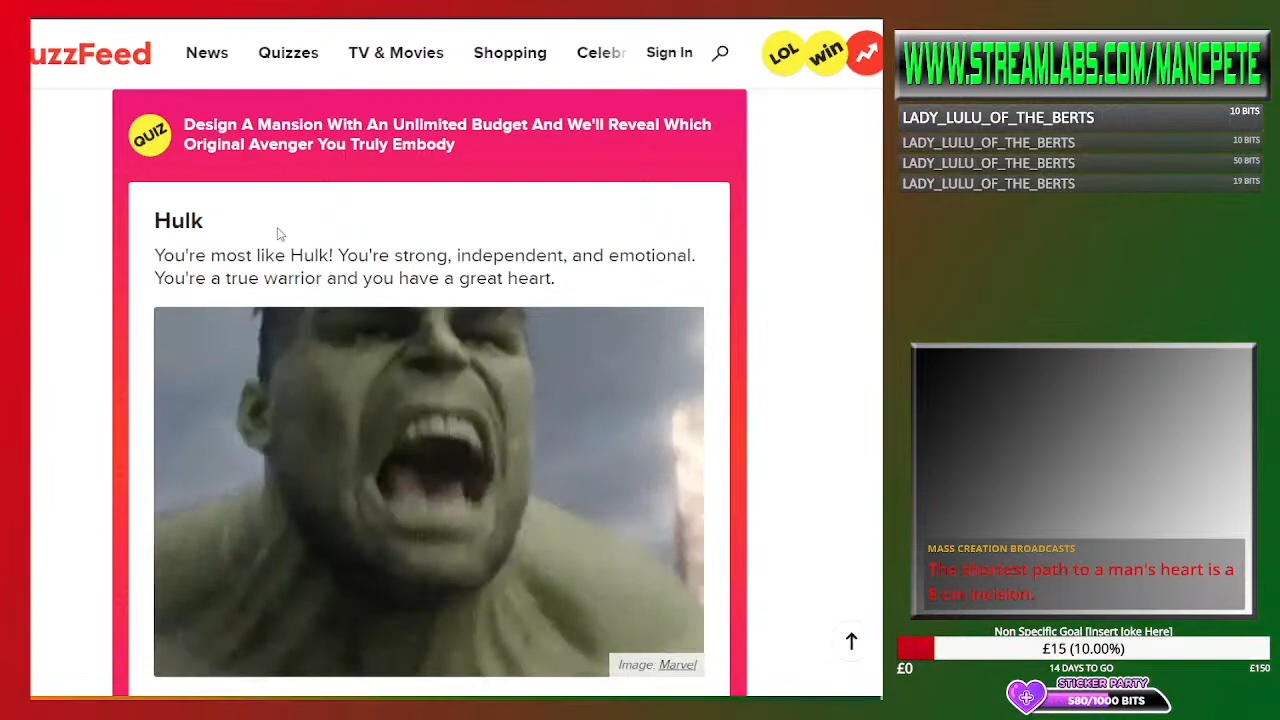 uzzFeed
News
Quizzes
TV & Movies
Shopping
Celebr
Sign In
LOL
win
QUIZ
Design A Mansion With An Unlimited Budget And We'll Reveal Which
Original Avenger You Truly Embody
Hulk
You're most like Hulk! You're strong, independent, and emotional.
You're a true warrior and you have a great heart.
Image: Marvel
WWW.STREAMLABS.COM/MANCPETE
LADY_LULU_OF_THE_BERTS 10 BITS
LADY_LULU_OF_THE_BERTS 10 BITS
LADY_LULU_OF_THE_BERTS 50 BITS
LADY_LULU_OF_THE_BERTS 19 BITS
MASS CREATION BROADCASTS
The shortest path to a man's heart is a
8 cm incision.
Non Specific Goal [Insert Joke Here]
£15 (10.00%)
£0 14 DAYS TO GO £150
STICKER PARTY
580/1000 BITS